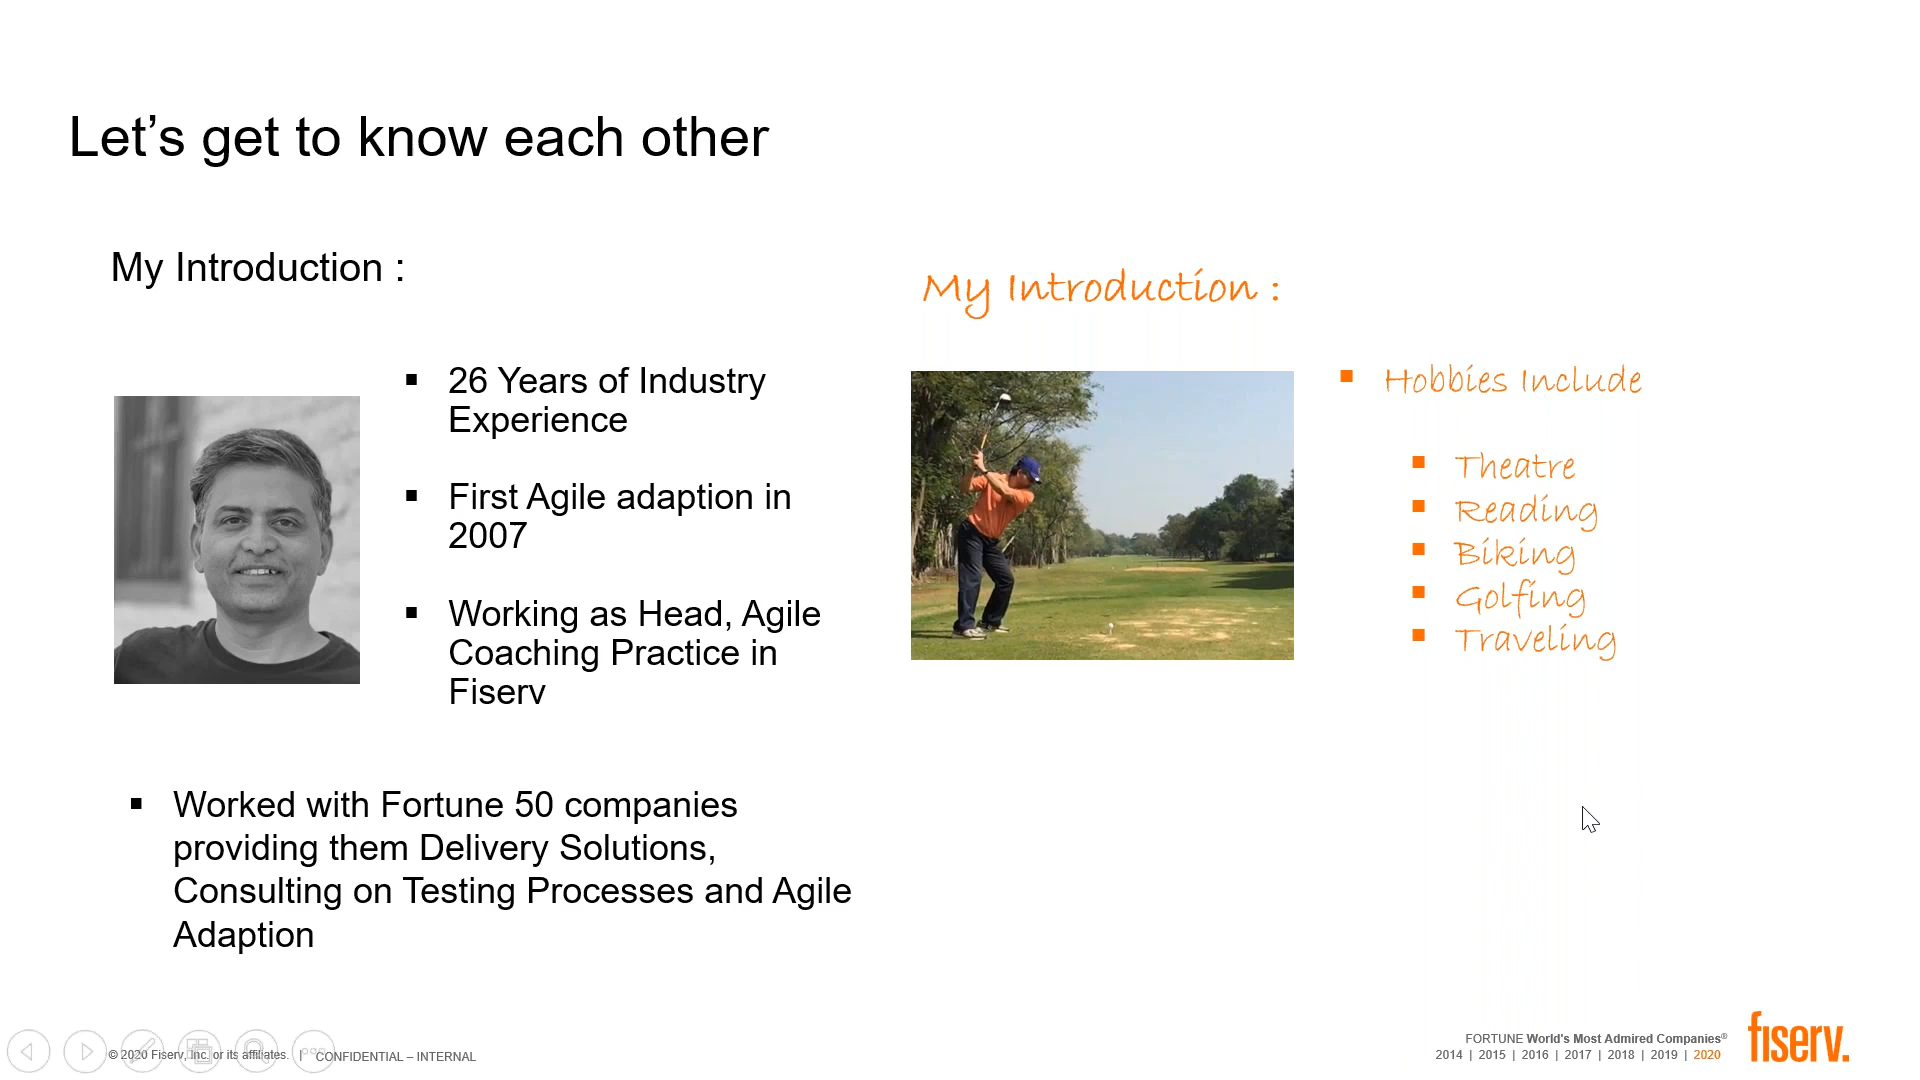 Let’s get to know each other
My Introduction :
▪ 26 Years of Industry
Experience
▪ First Agile adaption in
2007
▪ Working as Head, Agile
Coaching Practice in
Fiserv
▪ Worked with Fortune 50 companies
providing them Delivery Solutions,
Consulting on Testing Processes and Agile
Adaption
My Introduction :
▪ Hobbies Include
▪ Theatre
▪ Reading
▪ Biking
▪ Golfing
▪ Traveling
© 2020 Fiserv, Inc. or its affiliates. | CONFIDENTIAL – INTERNAL
FORTUNE World's Most Admired Companies®
2014 | 2015 | 2016 | 2017 | 2018 | 2019 | 2020
fiserv.